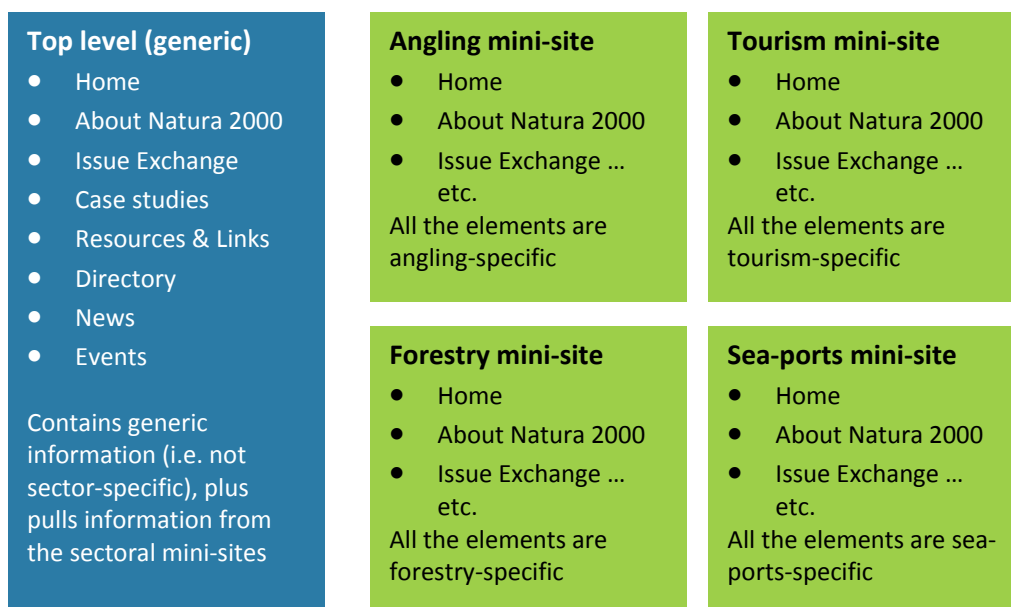 Top level (generic)
● Home
● About Natura 2000
● Issue Exchange
● Case studies
● Resources & Links
● Directory
● News
● Events
Contains generic
information (i.e. not
sector-specific), plus
pulls information from
the sectoral mini-sites
Angling mini-site
● Home
● About Natura 2000
● Issue Exchange …
etc.
All the elements are
angling-specific
Tourism mini-site
● Home
● About Natura 2000
● Issue Exchange …
etc.
All the elements are
tourism-specific
Forestry mini-site
● Home
● About Natura 2000
● Issue Exchange …
etc.
All the elements are
forestry-specific
Sea-ports mini-site
● Home
● About Natura 2000
● Issue Exchange …
etc.
All the elements are sea-
ports-specific